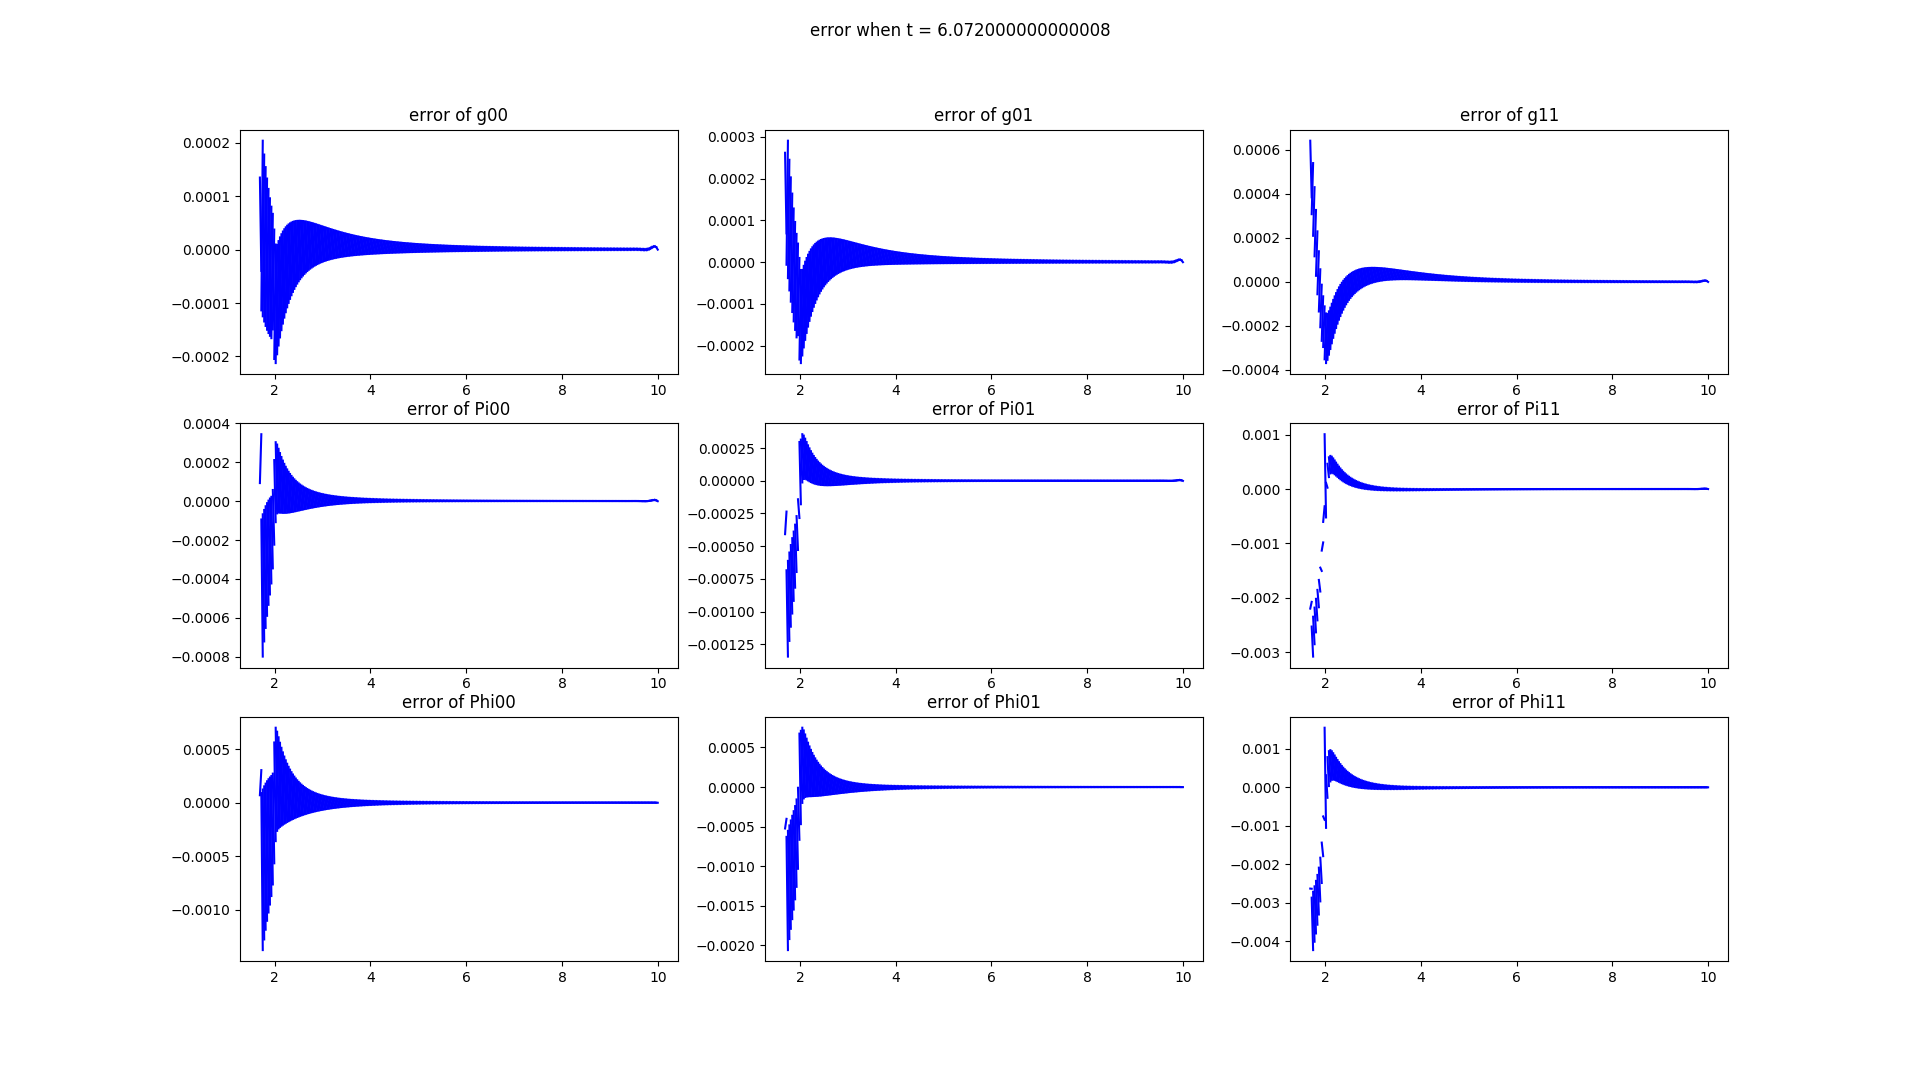 error when t = 6.072000000000008
error of g00
0.0002
0.0001
0.0000
−0.0001
−0.0002
2 4 6 8 10
error of g01
0.0003
0.0002
0.0001
0.0000
−0.0001
−0.0002
2 4 6 8 10
error of g11
0.0006
0.0004
0.0002
0.0000
−0.0002
−0.0004
2 4 6 8 10
error of Pi00
0.0004
0.0002
0.0000
−0.0002
−0.0004
−0.0006
−0.0008
2 4 6 8 10
error of Pi01
0.00025
0.00000
−0.00025
−0.00050
−0.00075
−0.00100
−0.00125
2 4 6 8 10
error of Pi11
0.001
0.000
−0.001
−0.002
−0.003
2 4 6 8 10
error of Phi00
0.0005
0.0000
−0.0005
−0.0010
2 4 6 8 10
error of Phi01
0.0005
0.0000
−0.0005
−0.0010
−0.0015
−0.0020
2 4 6 8 10
error of Phi11
0.001
0.000
−0.001
−0.002
−0.003
−0.004
2 4 6 8 10